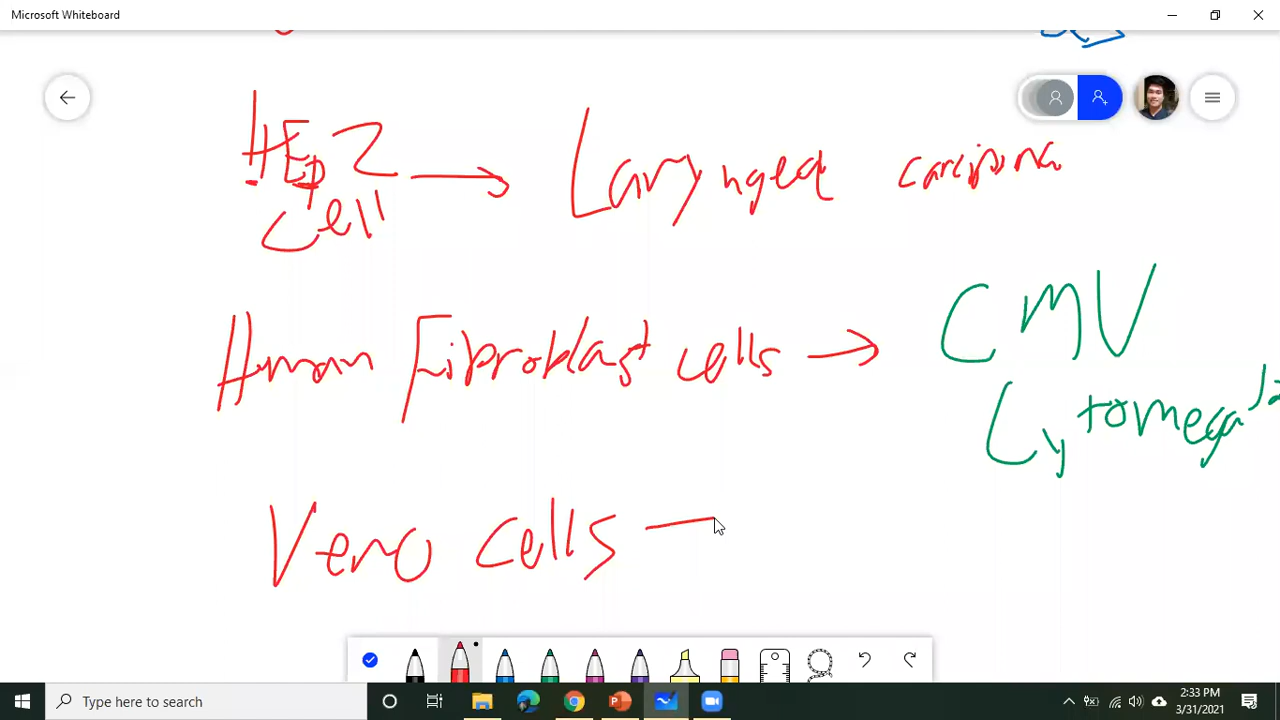 Microsoft Whiteboard
HEp 2 → Laryngeal carcinoma
cell
Human Fibroblast cells → CMV
Cytomegal
Vero cells
Type here to search
2:33 PM
3/31/2021